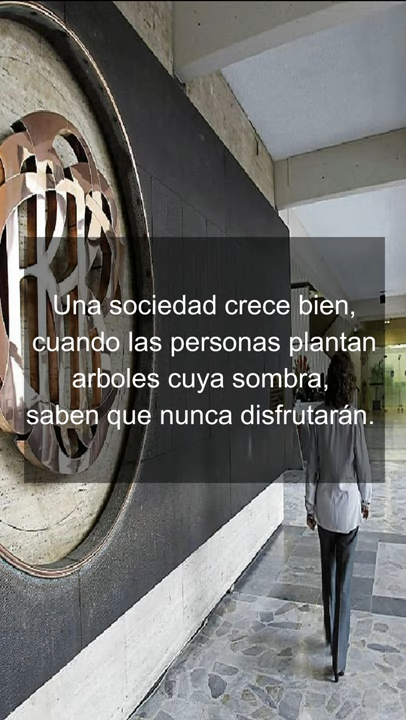 Una sociedad crece bien,
cuando las personas plantan
arboles cuya sombra,
saben que nunca disfrutarán.